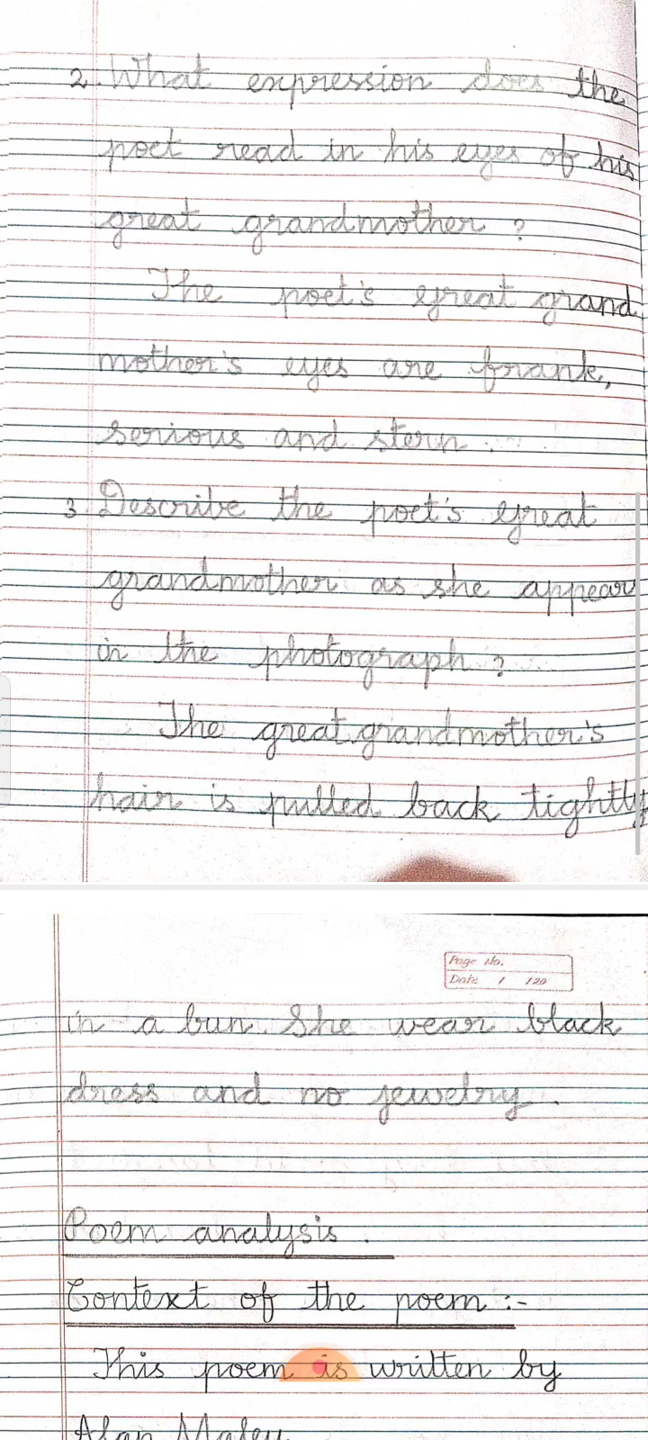 2. What expression does the
poet read in his eyes of his
great grandmother ?
The poet's great grand
mother's eyes are frank,
serious and stern.
3 Describe the poet's great
grandmother as she appears
in the photograph ?
The great grandmother's
hair is pulled back tightly
Page No.
Date / /20
in a bun. She wear black
dress and no jewelry.
Poem analysis.
Context of the poem :-
This poem is written by
Alan Maley